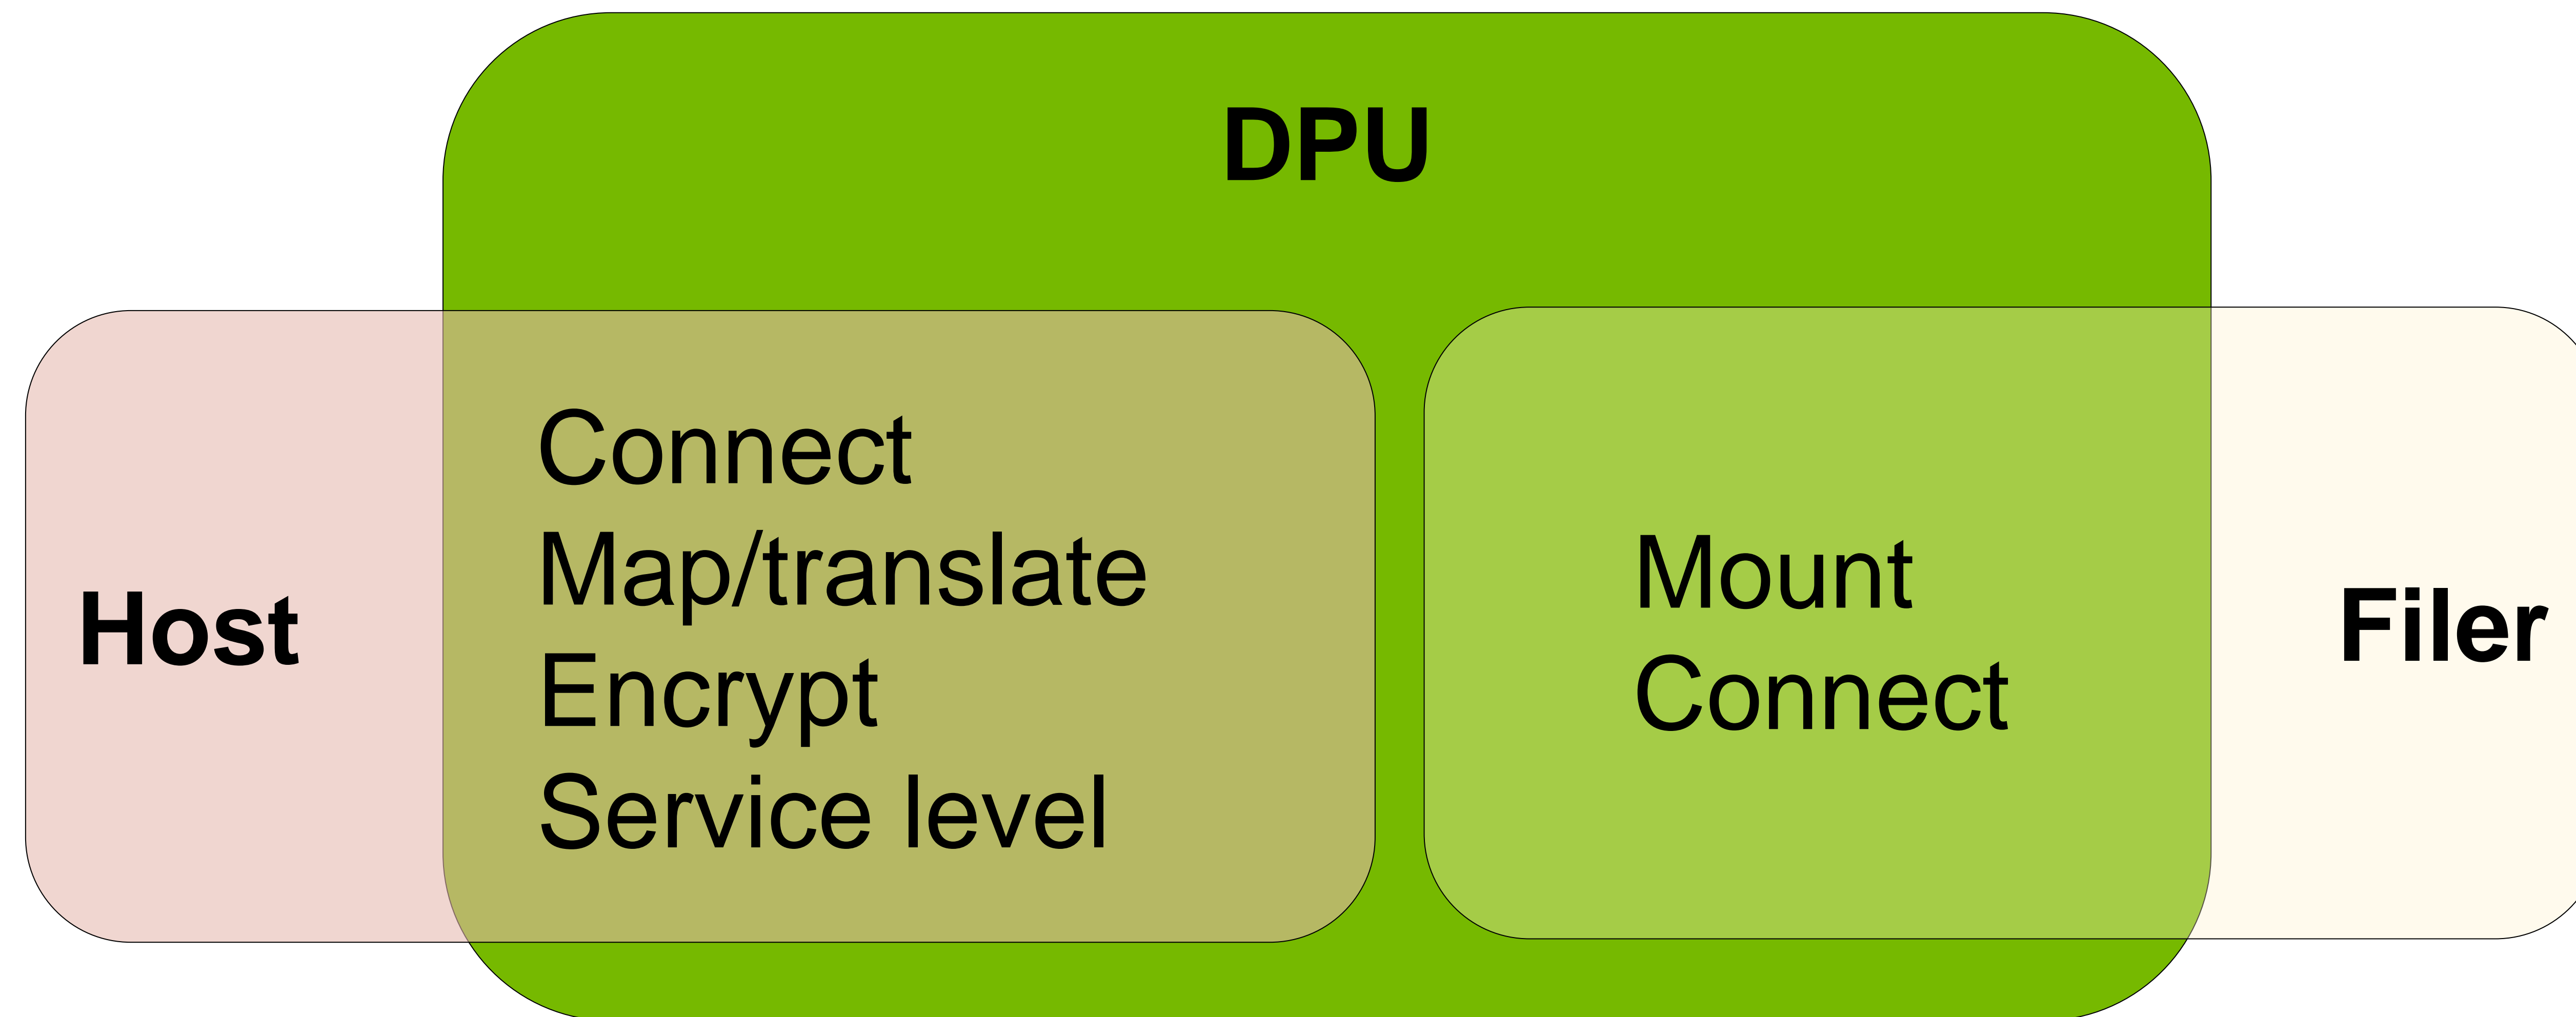 DPU
Host
Connect
Map/translate
Encrypt
Service level
Mount
Connect
Filer